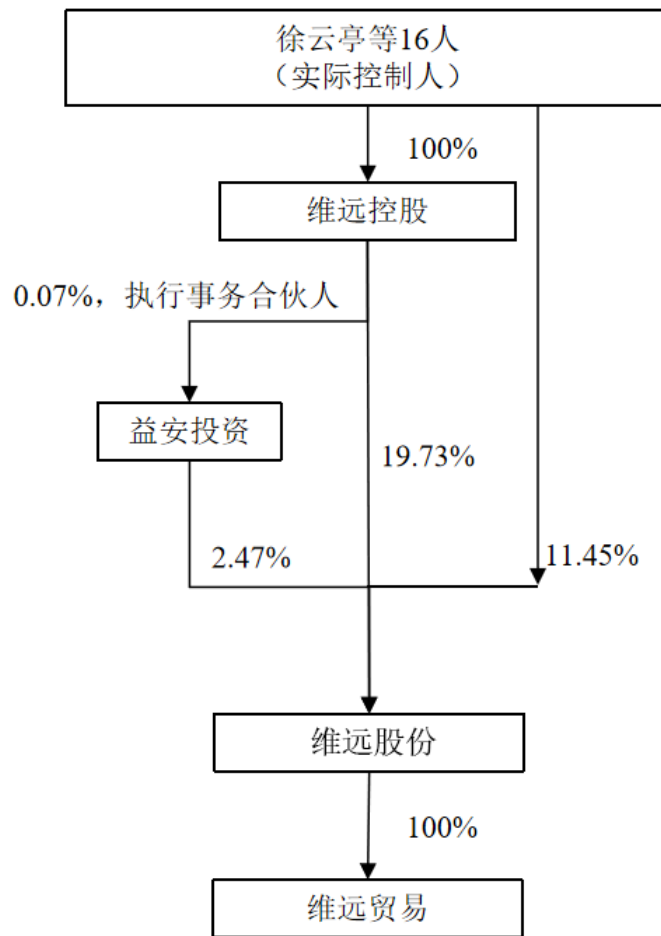 徐云亭等16人
（实际控制人）
100%
维远控股
0.07%，执行事务合伙人
益安投资
19.73%
2.47%
11.45%
维远股份
100%
维远贸易